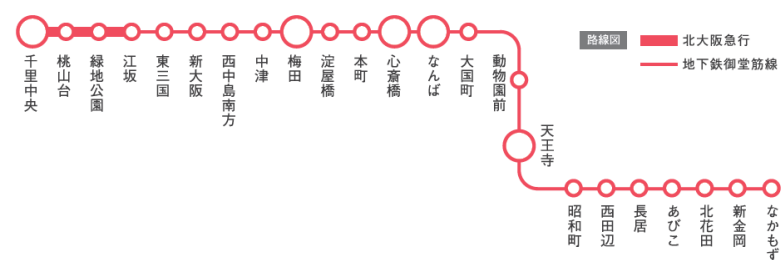 路線図
北大阪急行
地下鉄御堂筋線
千里中央
桃山台
緑地公園
江坂
東三国
新大阪
西中島南方
中津
梅田
淀屋橋
本町
心斎橋
なんば
大国町
動物園前
天王寺
昭和町
西田辺
長居
あびこ
北花田
新金岡
なかもず